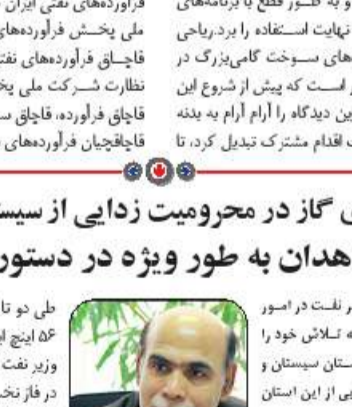 و به طور قطع با برنامه‌های
نهایت استفاده را برد.ریاحی
های سوخت گامی‌بزرگ در
است که پیش از شروع این
ین دیدگاه را آرام آرام به بدنه
ت اقدام مشترک تبدیل کرد، تا
فرآورده‌های نفتی ایران
ملی پخش فرآورده‌های
قاچاق فرآورده‌های نفتی
نظارت شرکت ملی پخ
قاچاق فرآورده، قاچاق س
قاچاقچیان فرآورده‌های
ی گاز در محرومیت زدایی از سیس
هدان به طور ویژه در دستور
ر نفت در امور
ه تلاش خود را
ستان سیستان و
یی از این استان
طی دو تا
۵۶ اینچ ای
وزیر نفت
در فاز نخ